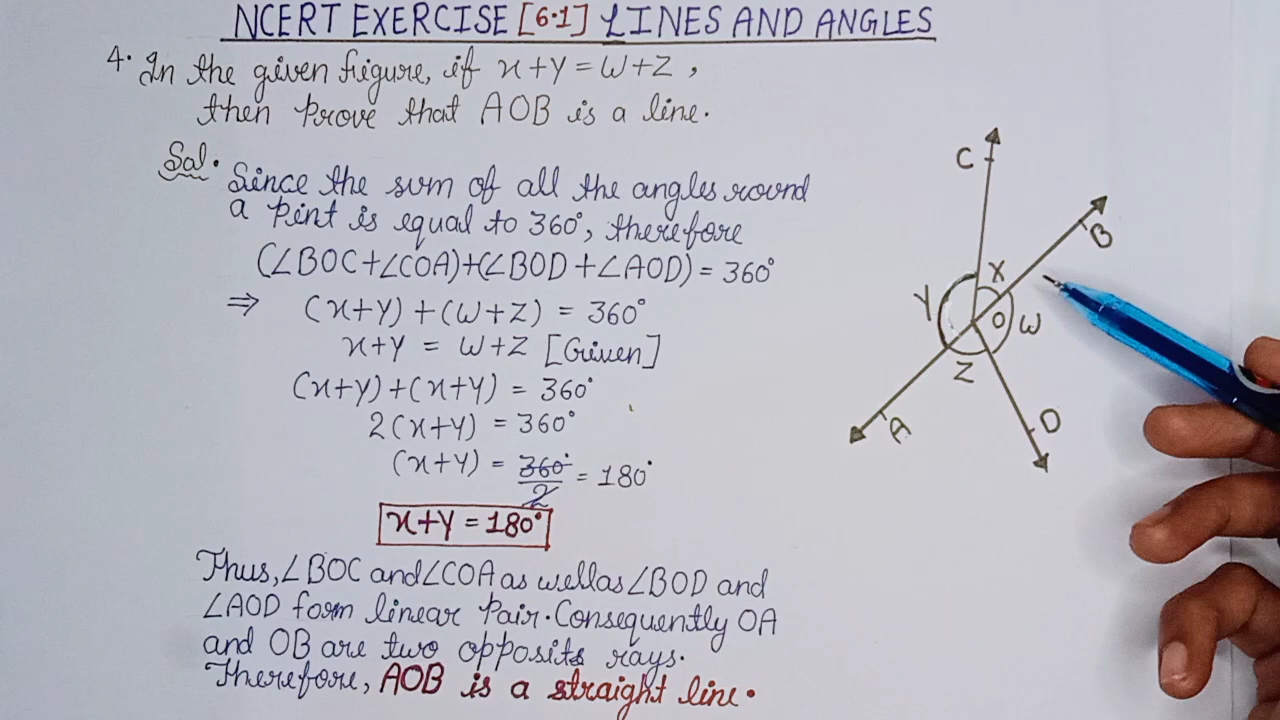 NCERT EXERCISE [6.1] LINES AND ANGLES
4. In the given figure, if x+y = w+z,
then prove that AOB is a line.
Sol.
Since the sum of all the angles round
a pint is equal to 360°, therefore
(∠BOC+∠COA)+(∠BOD+∠AOD) = 360°
⇒ (x+y)+(w+z) = 360°
x+y = w+z [Given]
(x+y)+(x+y) = 360°
2(x+y) = 360°
(x+y) = 360°/2 = 180°
x+y = 180°
Thus, ∠BOC and ∠COA as well as ∠BOD and
∠AOD form linear pair. Consequently OA
and OB are two opposits rays.
Therefore, AOB is a straight line.
C
B
X
Y
O
W
Z
A
D